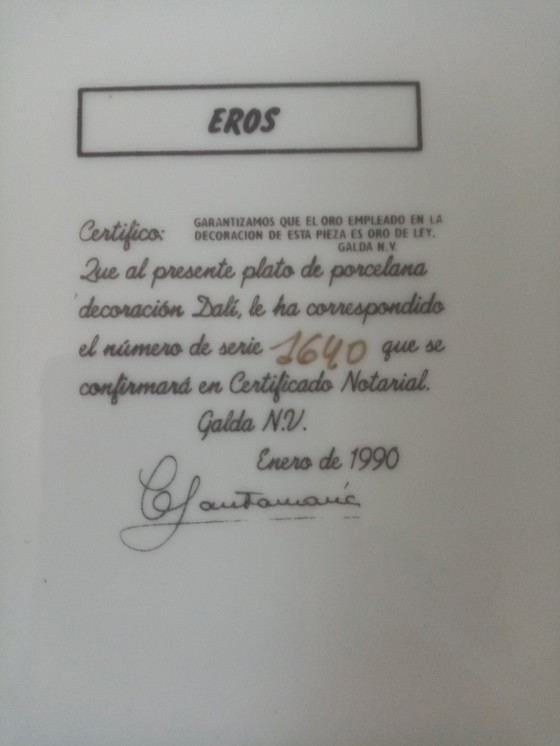 EROS
Certifico:
GARANTIZAMOS QUE EL ORO EMPLEADO EN LA
DECORACION DE ESTA PIEZA ES ORO DE LEY.
GALDA N.V
Que al presente plato de porcelana
decoración Dalí, le ha correspondido
el número de serie 1640 que se
confirmará en Certificado Notarial.
Galda N.V.
Enero de 1990
CSantamaría